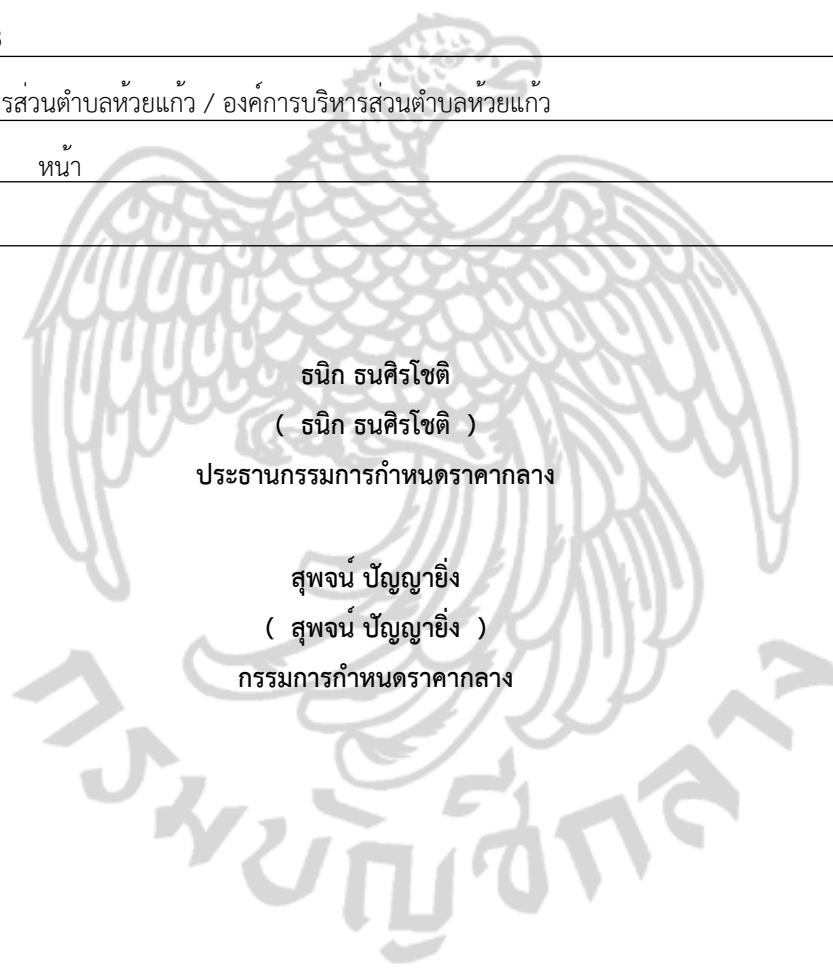 รส่วนตำบลห้วยแก้ว / องค์การบริหารส่วนตำบลห้วยแก้ว
หน้า
ธนิก ธนศิรโชติ
( ธนิก ธนศิรโชติ )
ประธานกรรมการกำหนดราคากลาง
สุพจน์ ปัญญายิ่ง
( สุพจน์ ปัญญายิ่ง )
กรรมการกำหนดราคากลาง
กรมบัญชีกลาง